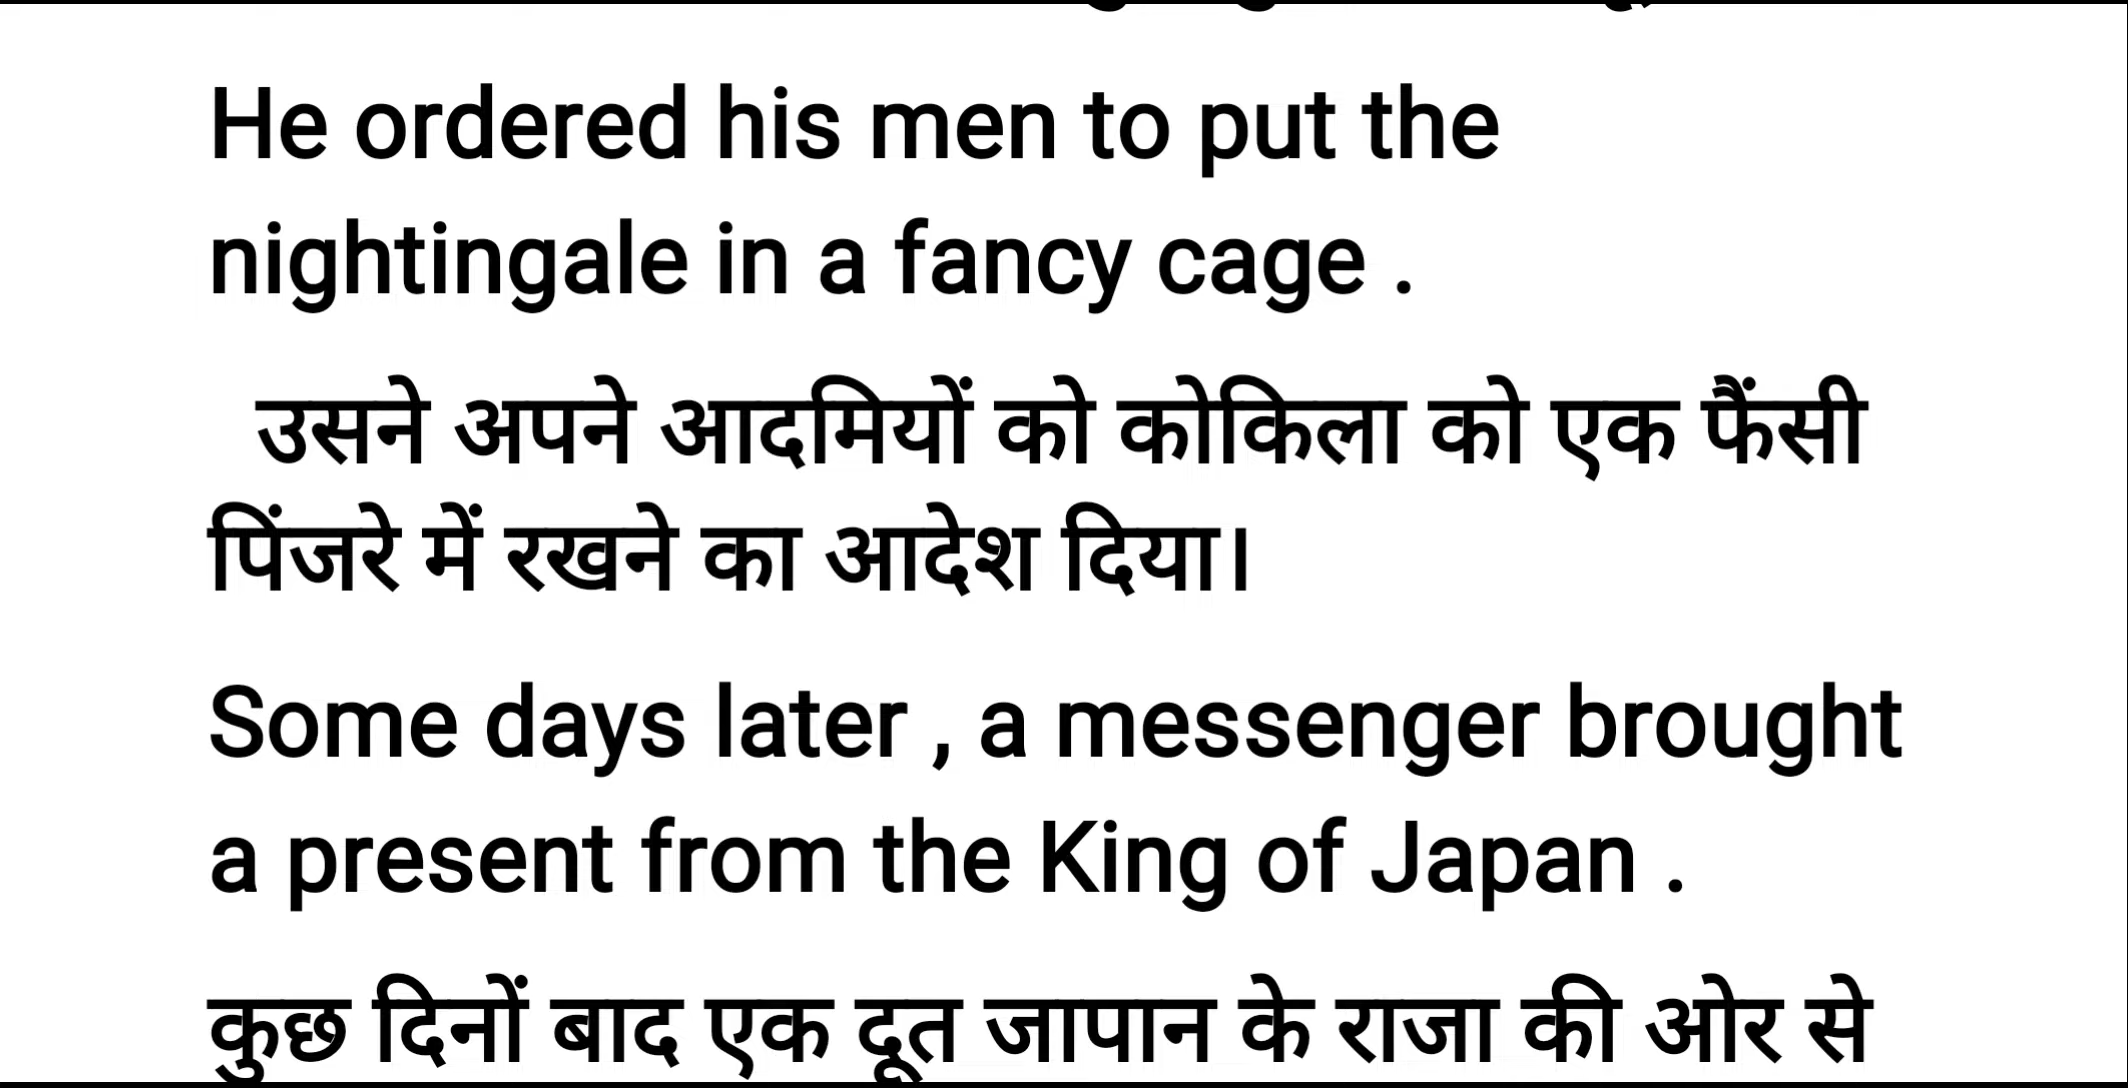 He ordered his men to put the
nightingale in a fancy cage .
उसने अपने आदमियों को कोकिला को एक फैंसी
पिंजरे में रखने का आदेश दिया।
Some days later , a messenger brought
a present from the King of Japan .
कुछ दिनों बाद एक दूत जापान के राजा की ओर से